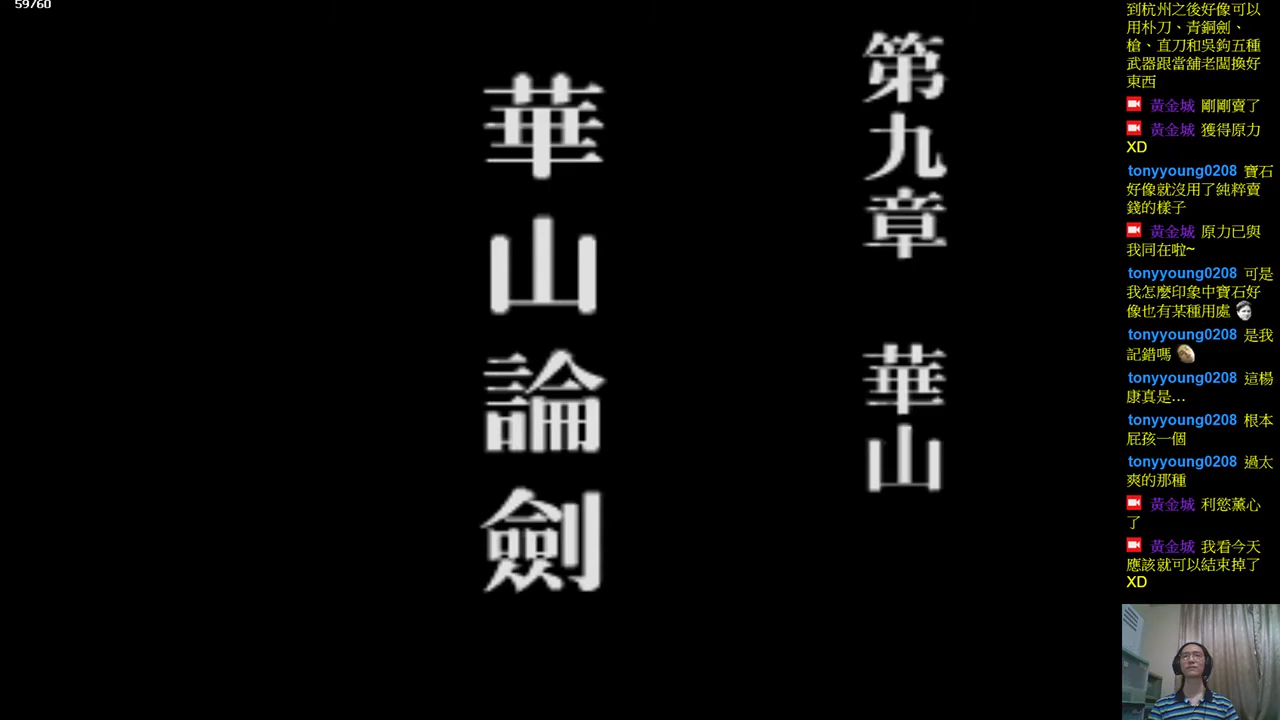 59/60
第九章 華山
華山論劍
到杭州之後好像可以
用朴刀、青銅劍、
槍、直刀和吳鉤五種
武器跟當舖老闆換好
東西
黃金城 剛剛賣了
黃金城 獲得原力
XD
tonyyoung0208 寶石
好像就沒用了純粹賣
錢的樣子
黃金城 原力已與
我同在啦~
tonyyoung0208 可是
我怎麼印象中寶石好
像也有某種用處
tonyyoung0208 是我
記錯嗎
tonyyoung0208 這楊
康真是...
tonyyoung0208 根本
屁孩一個
tonyyoung0208 過太
爽的那種
黃金城 利慾薰心
了
黃金城 我看今天
應該就可以結束掉了
XD